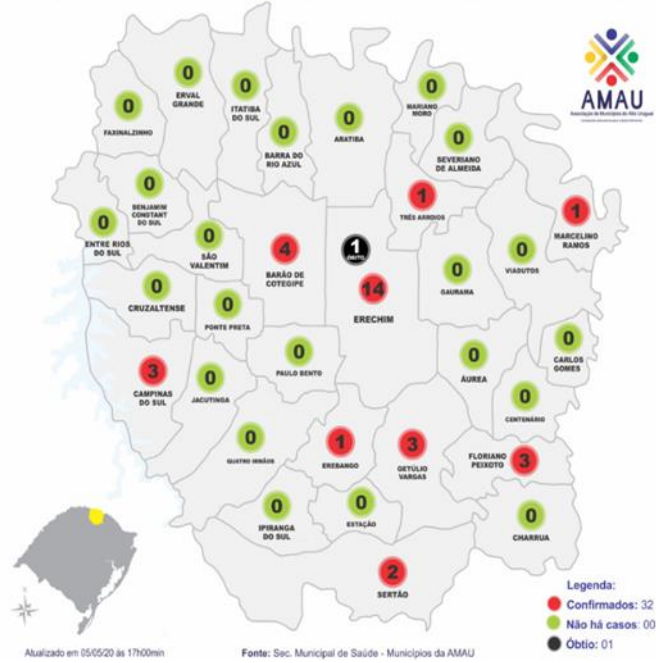 AMAU
Associação de Municípios do Alto Uruguai
0
FAXINALZINHO
0
ERVAL
GRANDE
0
ITATIBA
DO SUL
0
BARRA DO
RIO AZUL
0
ARATIBA
0
MARIANO
MORO
0
SEVERIANO
DE ALMEIDA
1
TRÊS ARROIOS
1
MARCELINO
RAMOS
0
BENJAMIM
CONSTANT
DO SUL
0
ENTRE RIOS
DO SUL
0
SÃO
VALENTIM
4
BARÃO DE
COTEGIPE
1
ÓBITO
14
ERECHIM
0
GAURAMA
0
VIADUTOS
0
CRUZALTENSE
0
PONTE PRETA
0
PAULO BENTO
0
ÁUREA
0
CARLOS
GOMES
3
CAMPINAS
DO SUL
0
JACUTINGA
0
CENTENÁRIO
0
QUATRO IRMÃOS
1
EREBANGO
3
GETÚLIO
VARGAS
FLORIANO
PEIXOTO
3
0
IPIRANGA
DO SUL
0
ESTAÇÃO
0
CHARRUA
2
SERTÃO
Legenda:
Confirmados: 32
Não há casos: 00
Óbtio: 01
Atualizado em 05/05/20 às 17h00min
Fonte: Sec. Municipal de Saúde - Municípios da AMAU